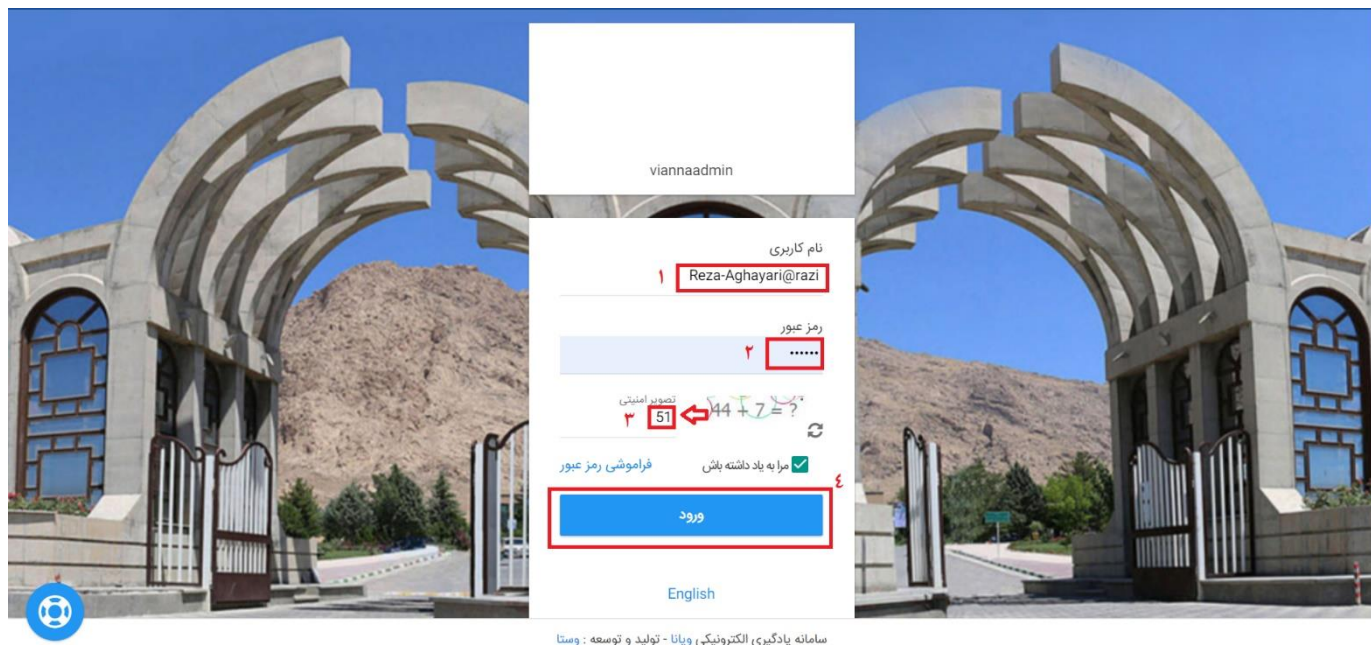 viannaadmin
نام کاربری
Reza-Aghayari@razi ۱
رمز عبور
•••••• ۲
تصویر امنیتی
44 + 7 = ? 51 ۳
مرا به یاد داشته باش فراموشی رمز عبور
۴
ورود
English
سامانه یادگیری الکترونیکی ویانا - تولید و توسعه : وستا